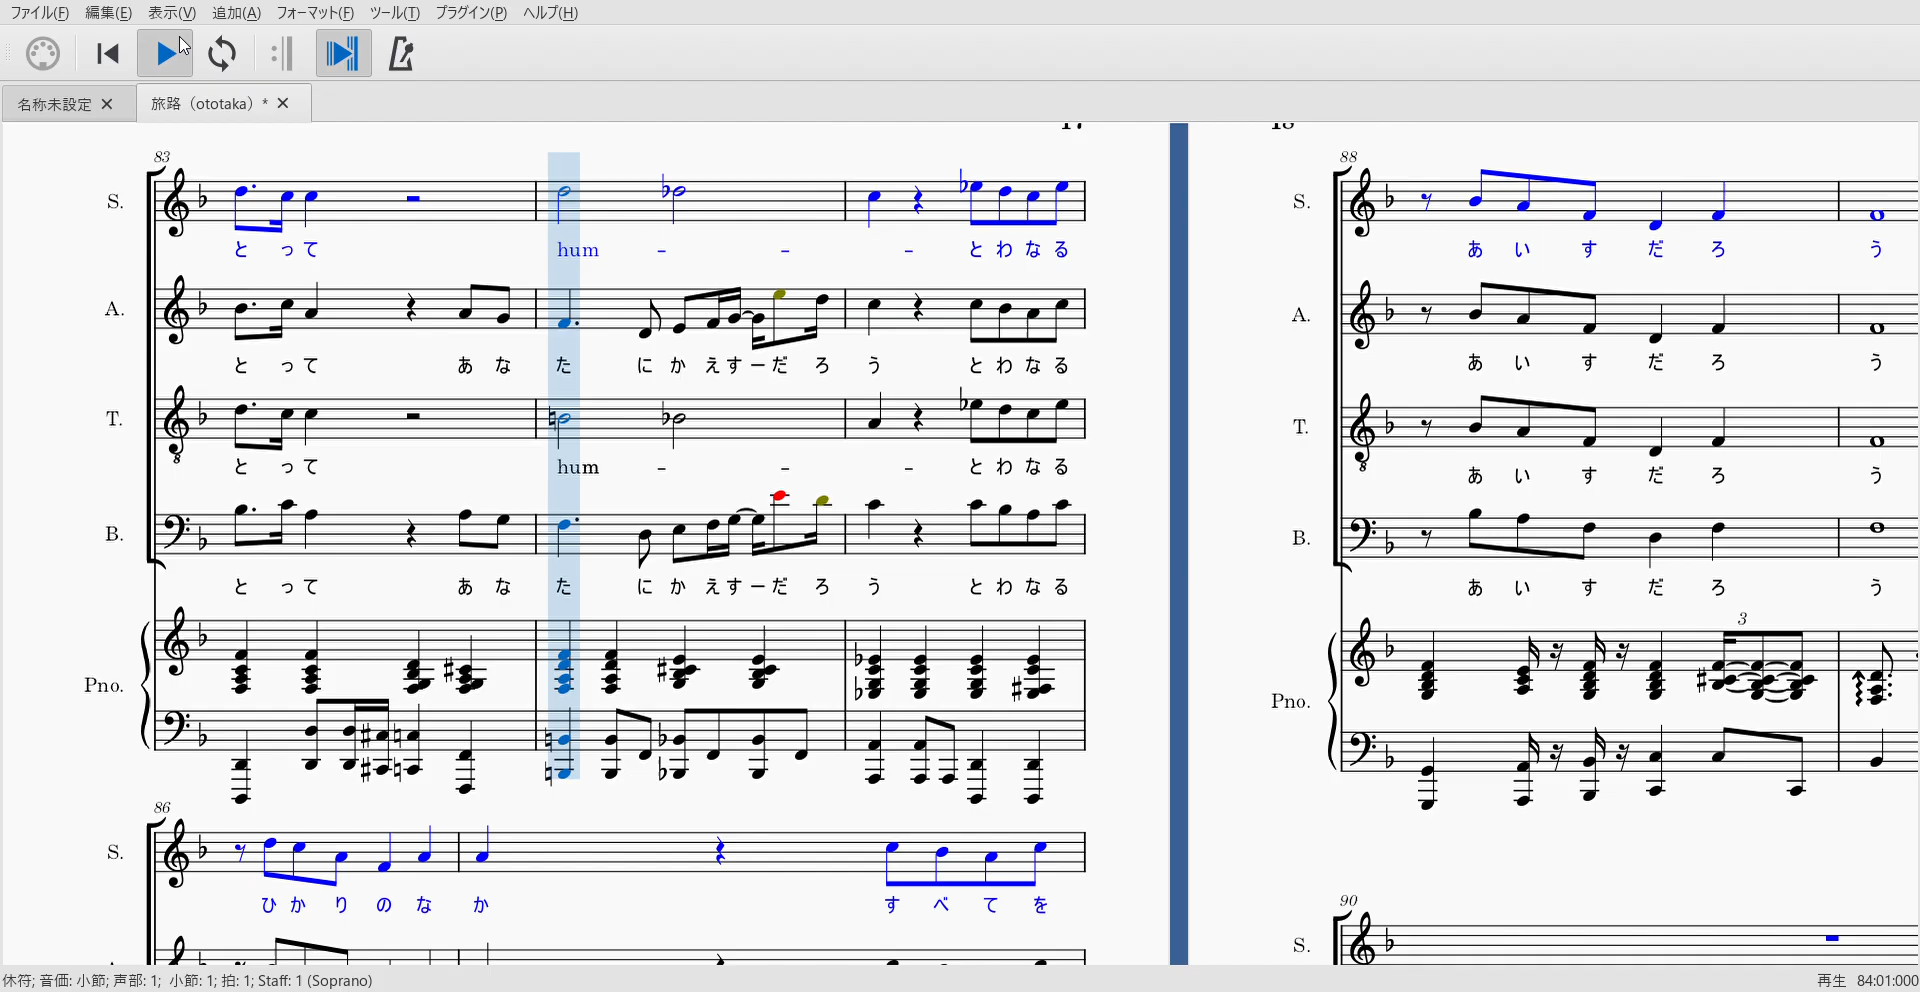 ファイル(F) 編集(E) 表示(V) 追加(A) フォーマット(F) ツール(T) プラグイン(P) ヘルプ(H)
名称未設定 旅路（ototaka）*
83
S.
と っ て hum - - - と わ な る
A.
と っ て あ な た に か え す ー だ ろ う と わ な る
T.
と っ て hum - - - と わ な る
B.
と っ て あ な た に か え す ー だ ろ う と わ な る
Pno.
86
S.
ひ か り の な か す べ て を
88
S.
あ い す だ ろ う
A.
あ い す だ ろ う
T.
あ い す だ ろ う
B.
あ い す だ ろ う
3
Pno.
90
S.
休符; 音価: 小節; 声部: 1; 小節: 1; 拍: 1; Staff: 1 (Soprano)
再生 84:01:000